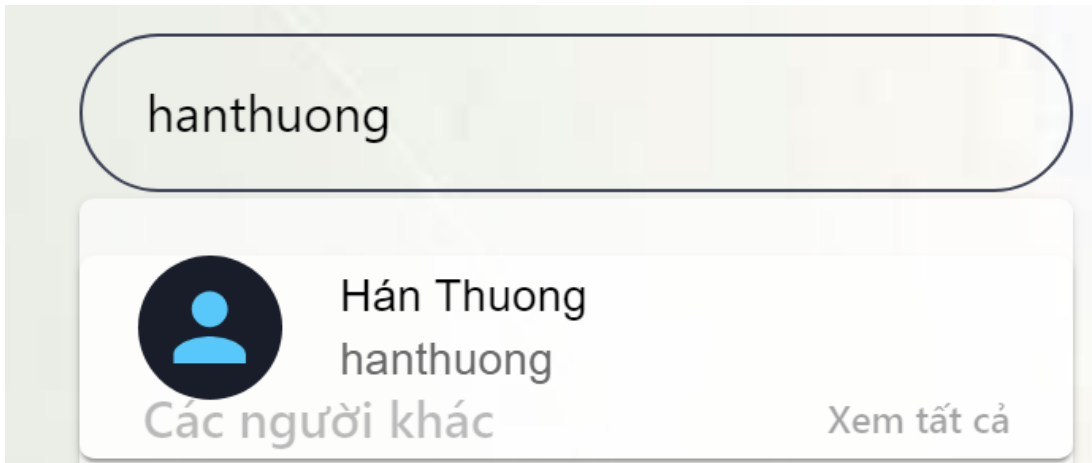 hanthuong
Hán Thuong
hanthuong
Các người khác
Xem tất cả